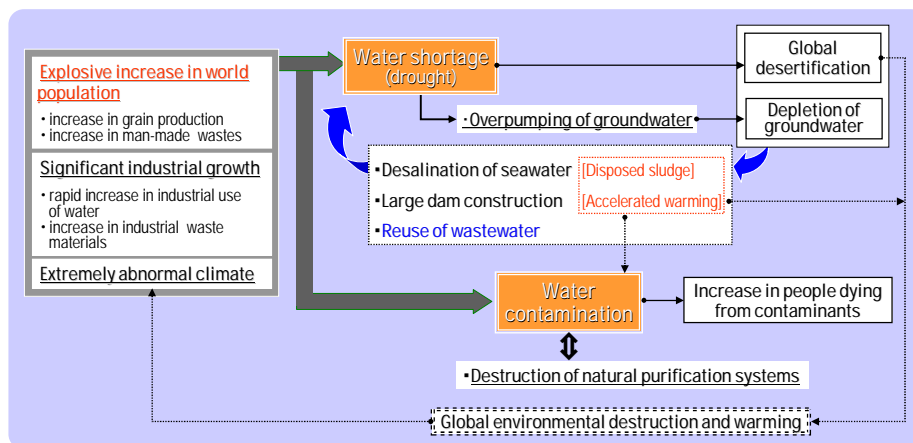 Explosive increase in world
population
・increase in grain production
・increase in man-made wastes
Significant industrial growth
・rapid increase in industrial use
of water
・increase in industrial waste
materials
Extremely abnormal climate
Water shortage
(drought)
・Overpumping of groundwater
Global
desertification
Depletion of
groundwater
・Desalination of seawater [Disposed sludge]
・Large dam construction [Accelerated warming]
・Reuse of wastewater
Water
contamination
Increase in people dying
from contaminants
・Destruction of natural purification systems
Global environmental destruction and warming